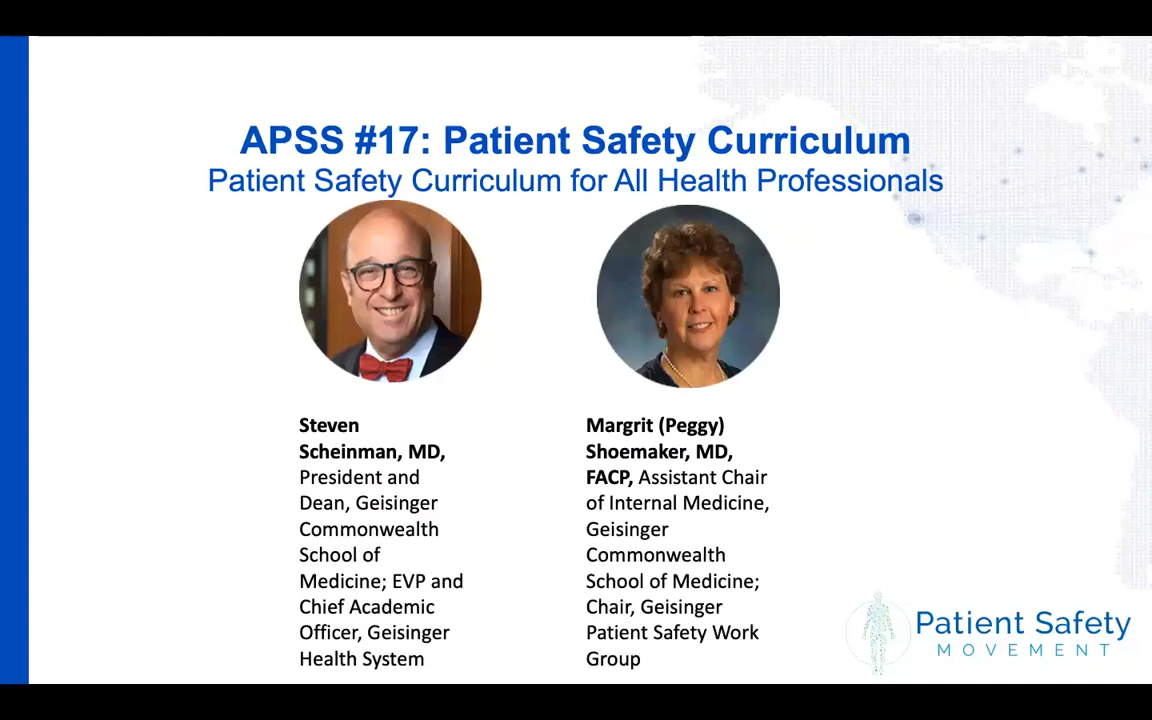 APSS #17: Patient Safety Curriculum
Patient Safety Curriculum for All Health Professionals
Steven
Scheinman, MD,
President and
Dean, Geisinger
Commonwealth
School of
Medicine; EVP and
Chief Academic
Officer, Geisinger
Health System
Margrit (Peggy)
Shoemaker, MD,
FACP, Assistant Chair
of Internal Medicine,
Geisinger
Commonwealth
School of Medicine;
Chair, Geisinger
Patient Safety Work
Group
Patient Safety
MOVEMENT